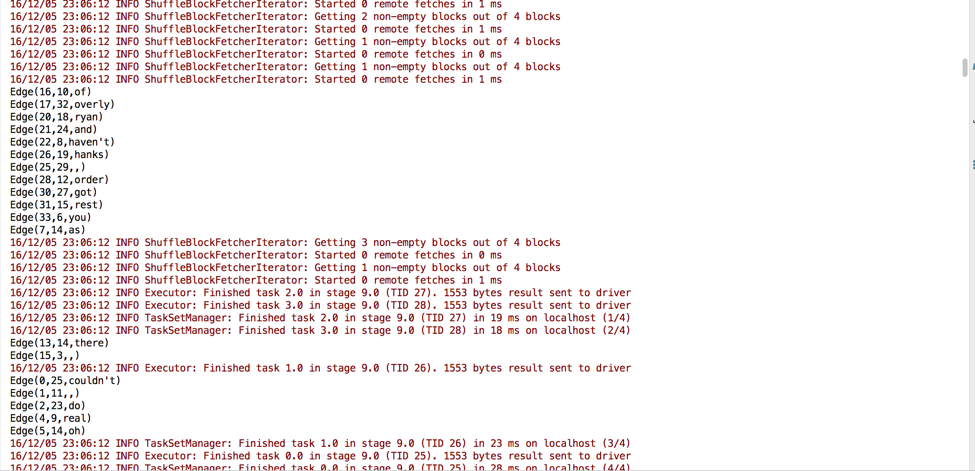 16/12/05 23:06:12 INFO ShuffleBlockFetcherIterator: Started 0 remote fetches in 1 ms
16/12/05 23:06:12 INFO ShuffleBlockFetcherIterator: Getting 2 non-empty blocks out of 4 blocks
16/12/05 23:06:12 INFO ShuffleBlockFetcherIterator: Started 0 remote fetches in 1 ms
16/12/05 23:06:12 INFO ShuffleBlockFetcherIterator: Getting 1 non-empty blocks out of 4 blocks
16/12/05 23:06:12 INFO ShuffleBlockFetcherIterator: Started 0 remote fetches in 0 ms
16/12/05 23:06:12 INFO ShuffleBlockFetcherIterator: Getting 1 non-empty blocks out of 4 blocks
16/12/05 23:06:12 INFO ShuffleBlockFetcherIterator: Started 0 remote fetches in 1 ms
Edge(16,10,of)
Edge(17,32,overly)
Edge(20,18,ryan)
Edge(21,24,and)
Edge(22,8,haven't)
Edge(26,19,hanks)
Edge(25,29,,)
Edge(28,12,order)
Edge(30,27,got)
Edge(31,15,rest)
Edge(33,6,you)
Edge(7,14,as)
16/12/05 23:06:12 INFO ShuffleBlockFetcherIterator: Getting 3 non-empty blocks out of 4 blocks
16/12/05 23:06:12 INFO ShuffleBlockFetcherIterator: Started 0 remote fetches in 0 ms
16/12/05 23:06:12 INFO ShuffleBlockFetcherIterator: Getting 1 non-empty blocks out of 4 blocks
16/12/05 23:06:12 INFO ShuffleBlockFetcherIterator: Started 0 remote fetches in 1 ms
16/12/05 23:06:12 INFO Executor: Finished task 2.0 in stage 9.0 (TID 27). 1553 bytes result sent to driver
16/12/05 23:06:12 INFO Executor: Finished task 3.0 in stage 9.0 (TID 28). 1553 bytes result sent to driver
16/12/05 23:06:12 INFO TaskSetManager: Finished task 2.0 in stage 9.0 (TID 27) in 19 ms on localhost (1/4)
16/12/05 23:06:12 INFO TaskSetManager: Finished task 3.0 in stage 9.0 (TID 28) in 18 ms on localhost (2/4)
Edge(13,14,there)
Edge(15,3,,)
16/12/05 23:06:12 INFO Executor: Finished task 1.0 in stage 9.0 (TID 26). 1553 bytes result sent to driver
Edge(0,25,couldn't)
Edge(1,11,,)
Edge(2,23,do)
Edge(4,9,real)
Edge(5,14,oh)
16/12/05 23:06:12 INFO TaskSetManager: Finished task 1.0 in stage 9.0 (TID 26) in 23 ms on localhost (3/4)
16/12/05 23:06:12 INFO Executor: Finished task 0.0 in stage 9.0 (TID 25). 1553 bytes result sent to driver
16/12/05 23:06:12 INFO TaskSetManager: Finished task 0.0 in stage 9.0 (TID 25) in 28 ms on localhost (4/4)